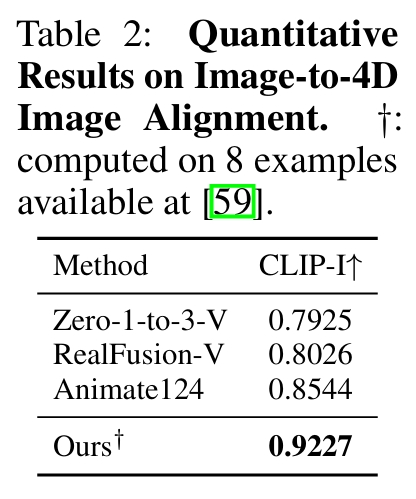 Table 2: Quantitative
Results on Image-to-4D
Image Alignment. †:
computed on 8 examples
available at [59].
Method CLIP-I↑
Zero-1-to-3-V 0.7925
RealFusion-V 0.8026
Animate124 0.8544
Ours† 0.9227